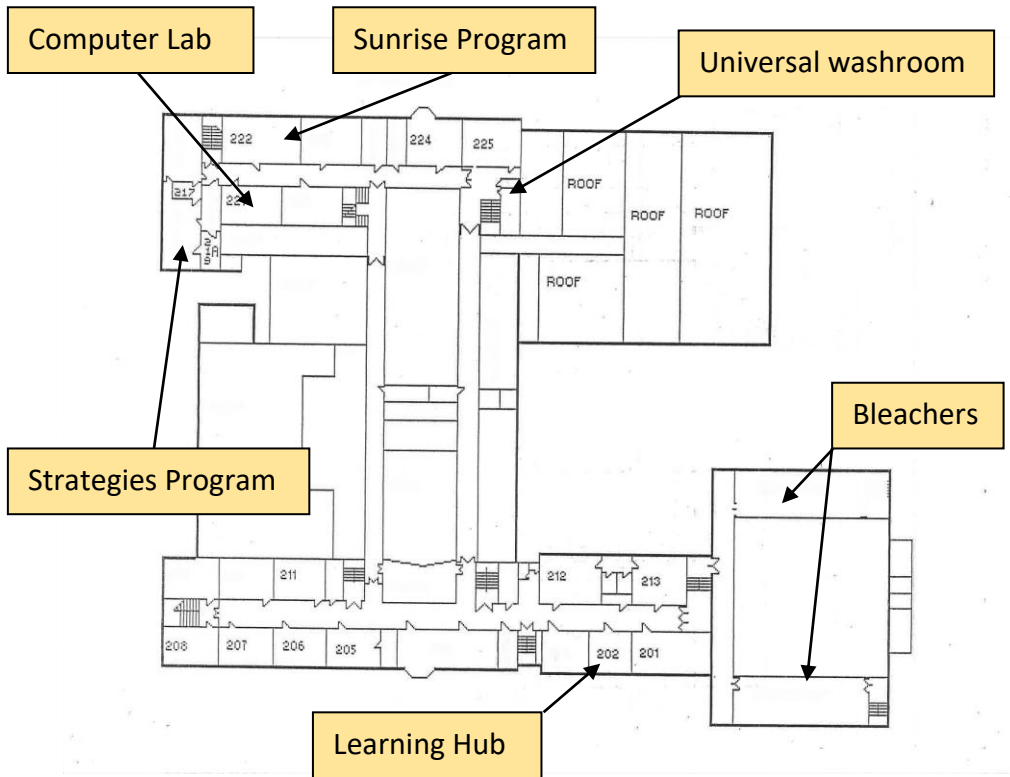 Computer Lab
Sunrise Program
Universal washroom
222
224
225
217
ROOF
ROOF
ROOF
ROOF
Bleachers
Strategies Program
211
212
213
208
207
206
205
202
201
Learning Hub